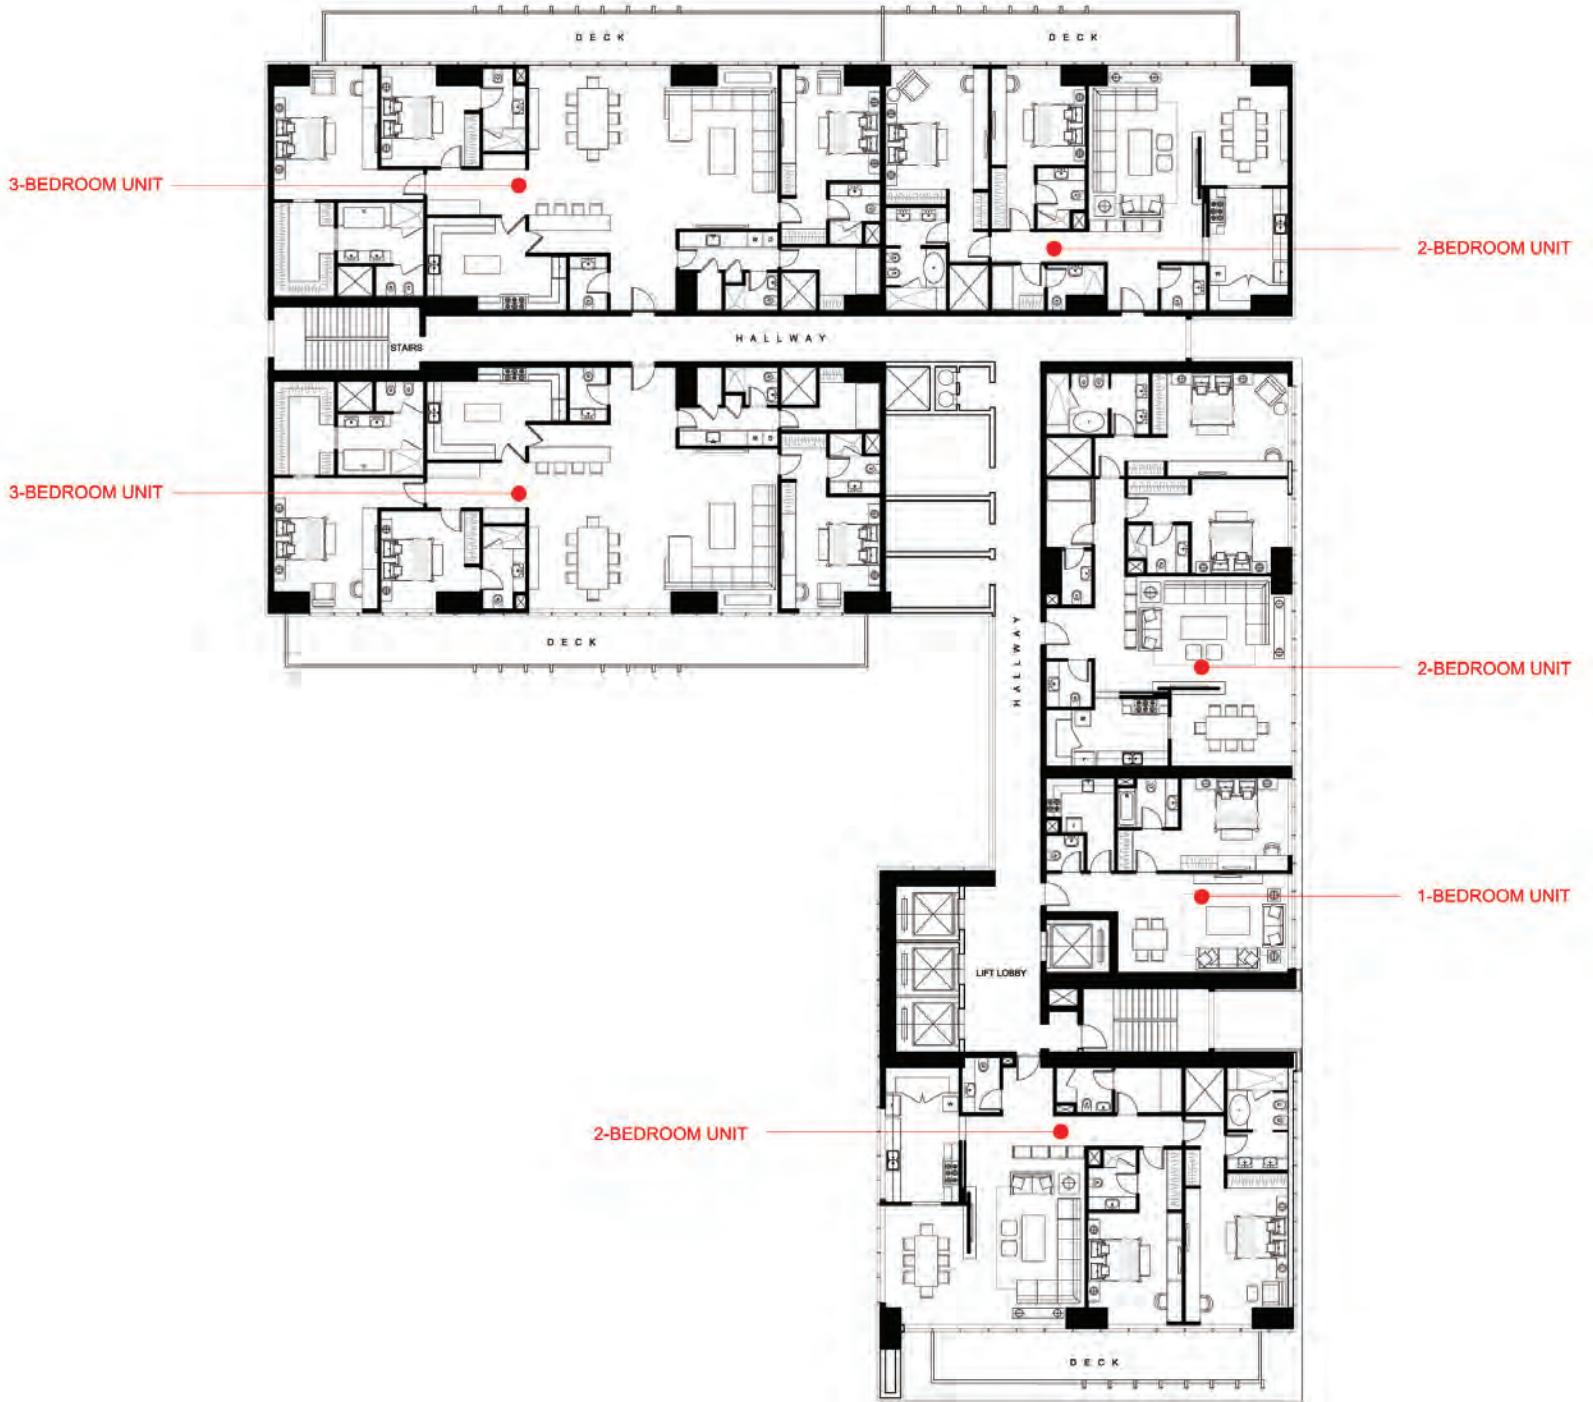 DECK
DECK
3-BEDROOM UNIT
2-BEDROOM UNIT
HALLWAY
STAIRS
3-BEDROOM UNIT
DECK
HALLWAY
2-BEDROOM UNIT
1-BEDROOM UNIT
LIFT LOBBY
2-BEDROOM UNIT
DECK